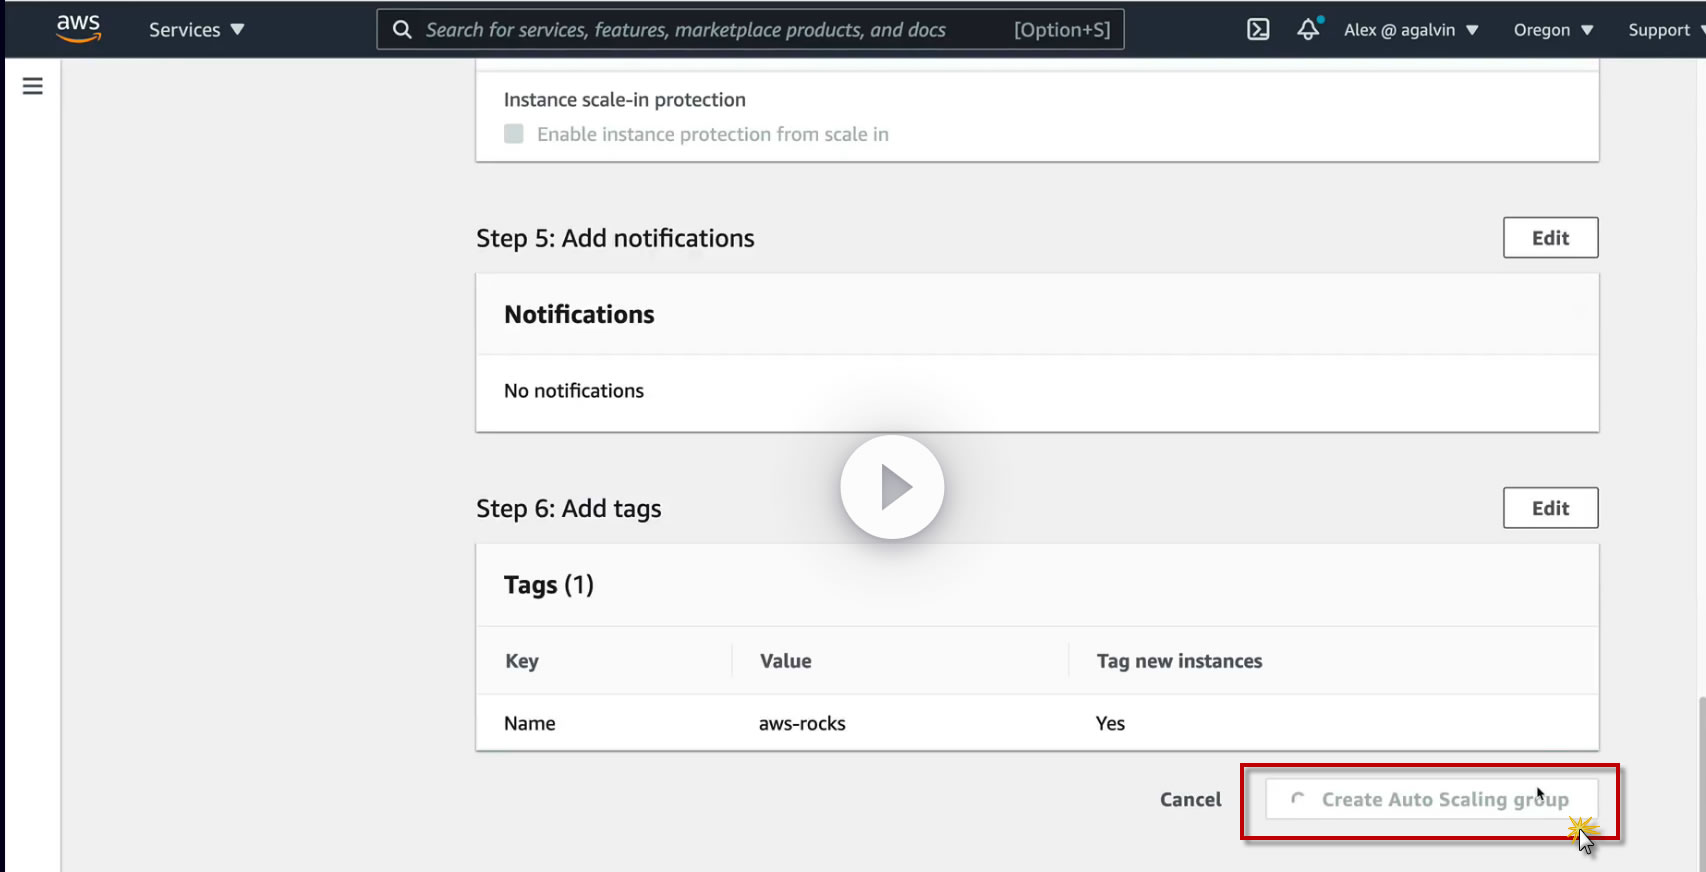 aws
Services
Search for services, features, marketplace products, and docs
[Option+S]
Alex @ agalvin
Oregon
Support
Instance scale-in protection
Enable instance protection from scale in
Step 5: Add notifications
Edit
Notifications
No notifications
Step 6: Add tags
Edit
Tags (1)
Key Value Tag new instances
Name aws-rocks Yes
Cancel
Create Auto Scaling group